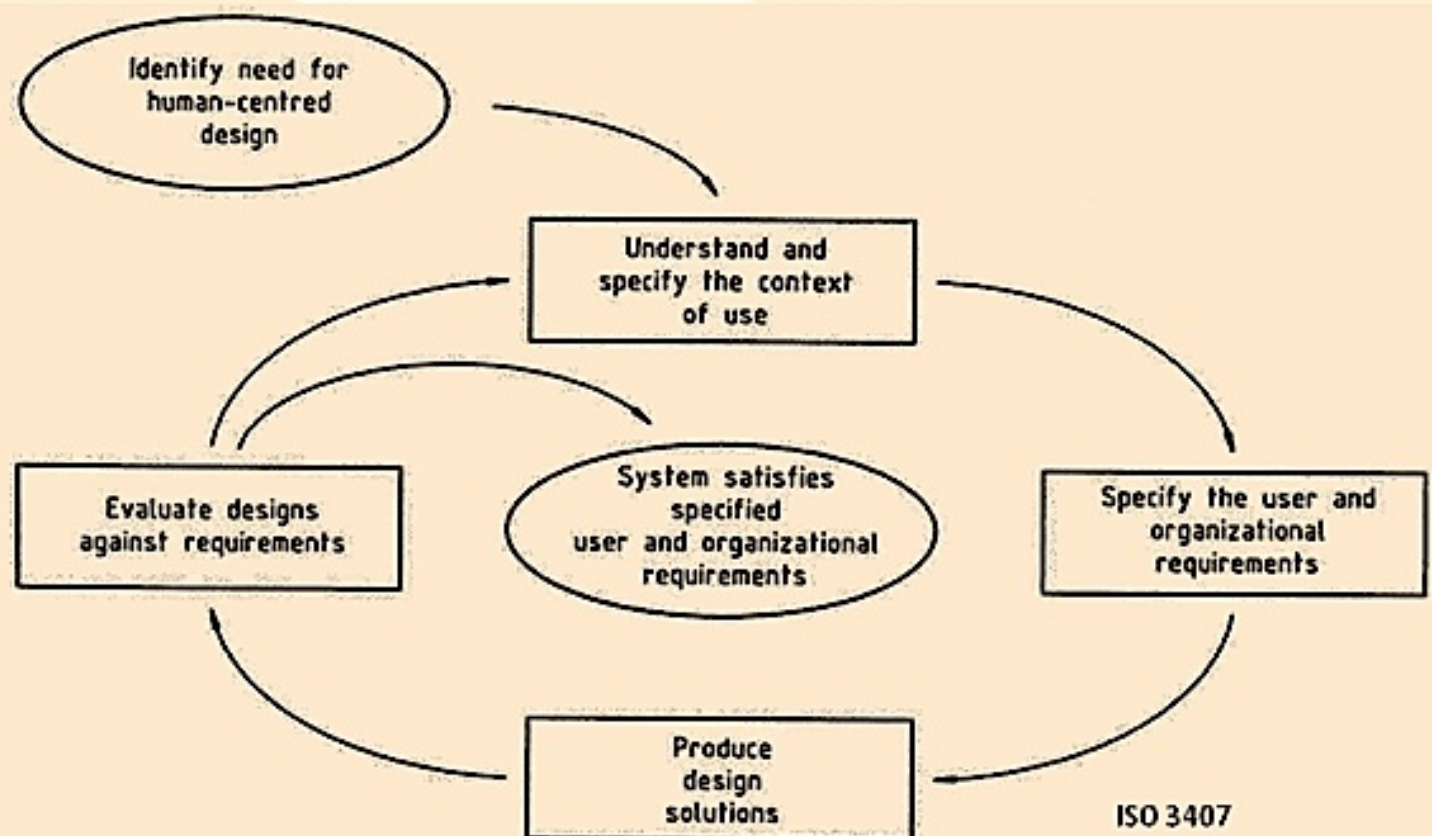 Identify need for
human-centred
design
Understand and
specify the context
of use
Evaluate designs
against requirements
System satisfies
specified
user and organizational
requirements
Specify the user and
organizational
requirements
Produce
design
solutions
ISO 3407